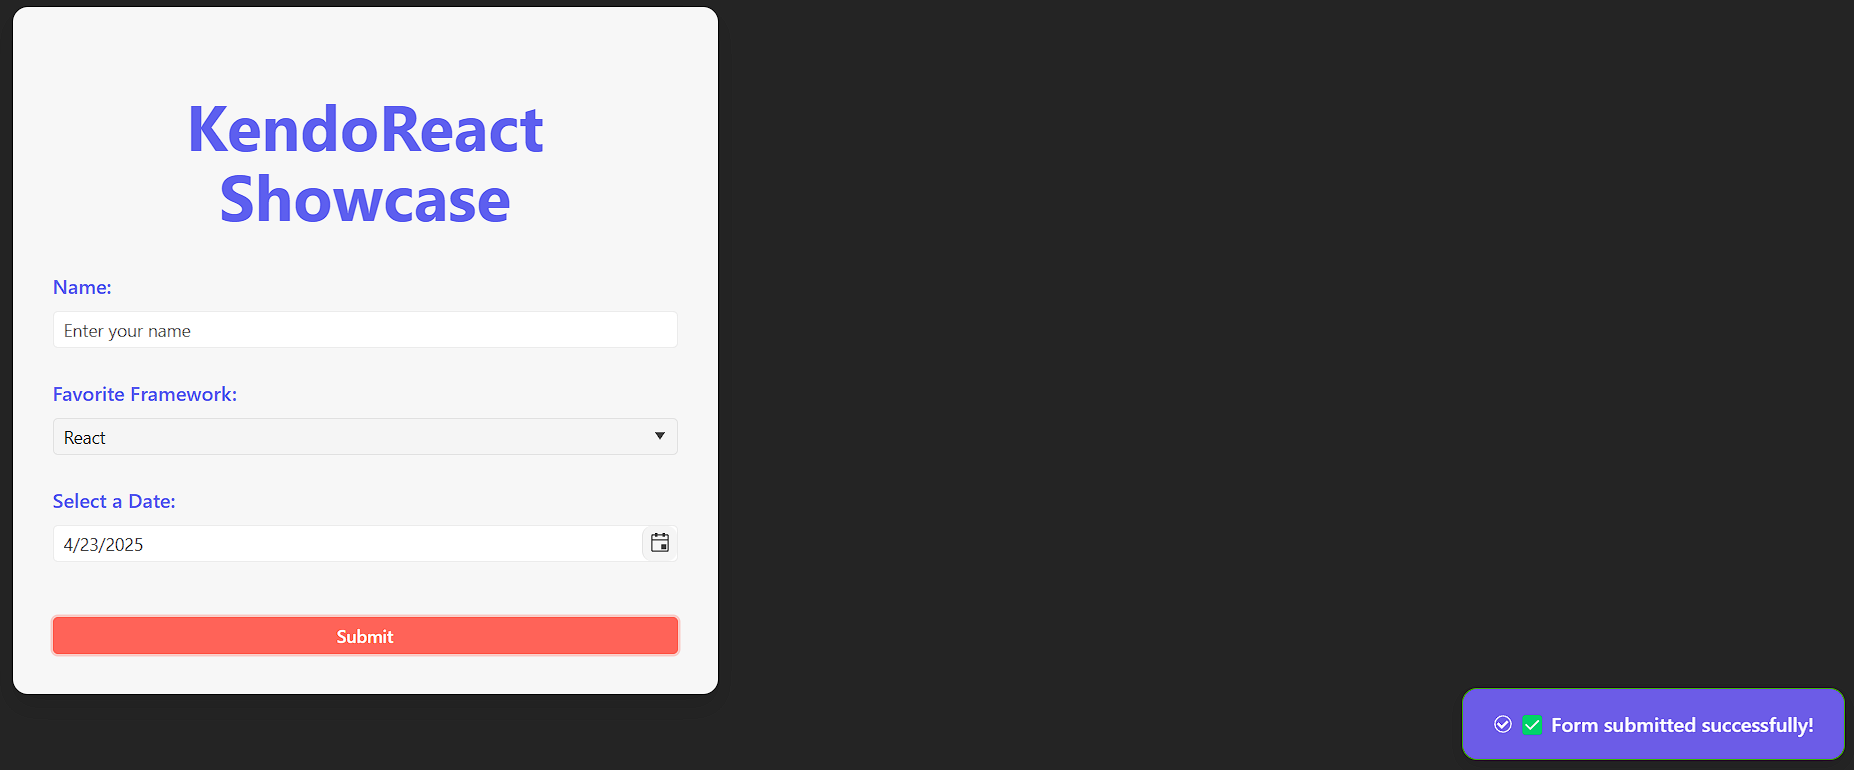 KendoReact
Showcase
Name:
Enter your name
Favorite Framework:
React
Select a Date:
4/23/2025
Submit
✅ Form submitted successfully!